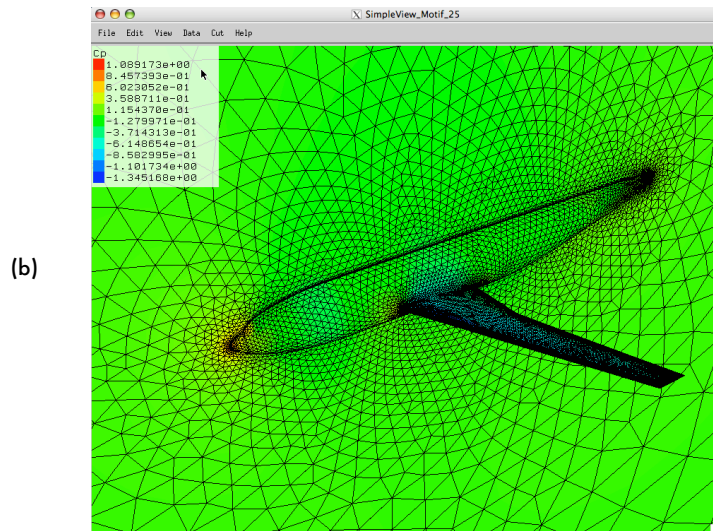 SimpleView_Motif_2S
File Edit View Data Cut Help
Cp
1.089173e+00
8.457393e-01
6.023052e-01
3.588711e-01
1.154370e-01
-1.279971e-01
-3.714313e-01
-6.148654e-01
-8.582995e-01
-1.101734e+00
-1.345168e+00
(b)